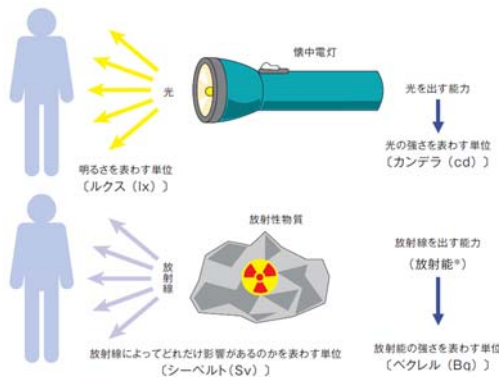 懐中電灯
光
光を出す能力
光の強さを表わす単位
〔カンデラ（cd）〕
明るさを表わす単位
〔ルクス（lx）〕
放射性物質
放射線
放射線を出す能力
（放射能※）
放射線によってどれだけ影響があるのかを表わす単位
〔シーベルト（Sv）〕
放射能の強さを表わす単位
〔ベクレル（Bq）〕